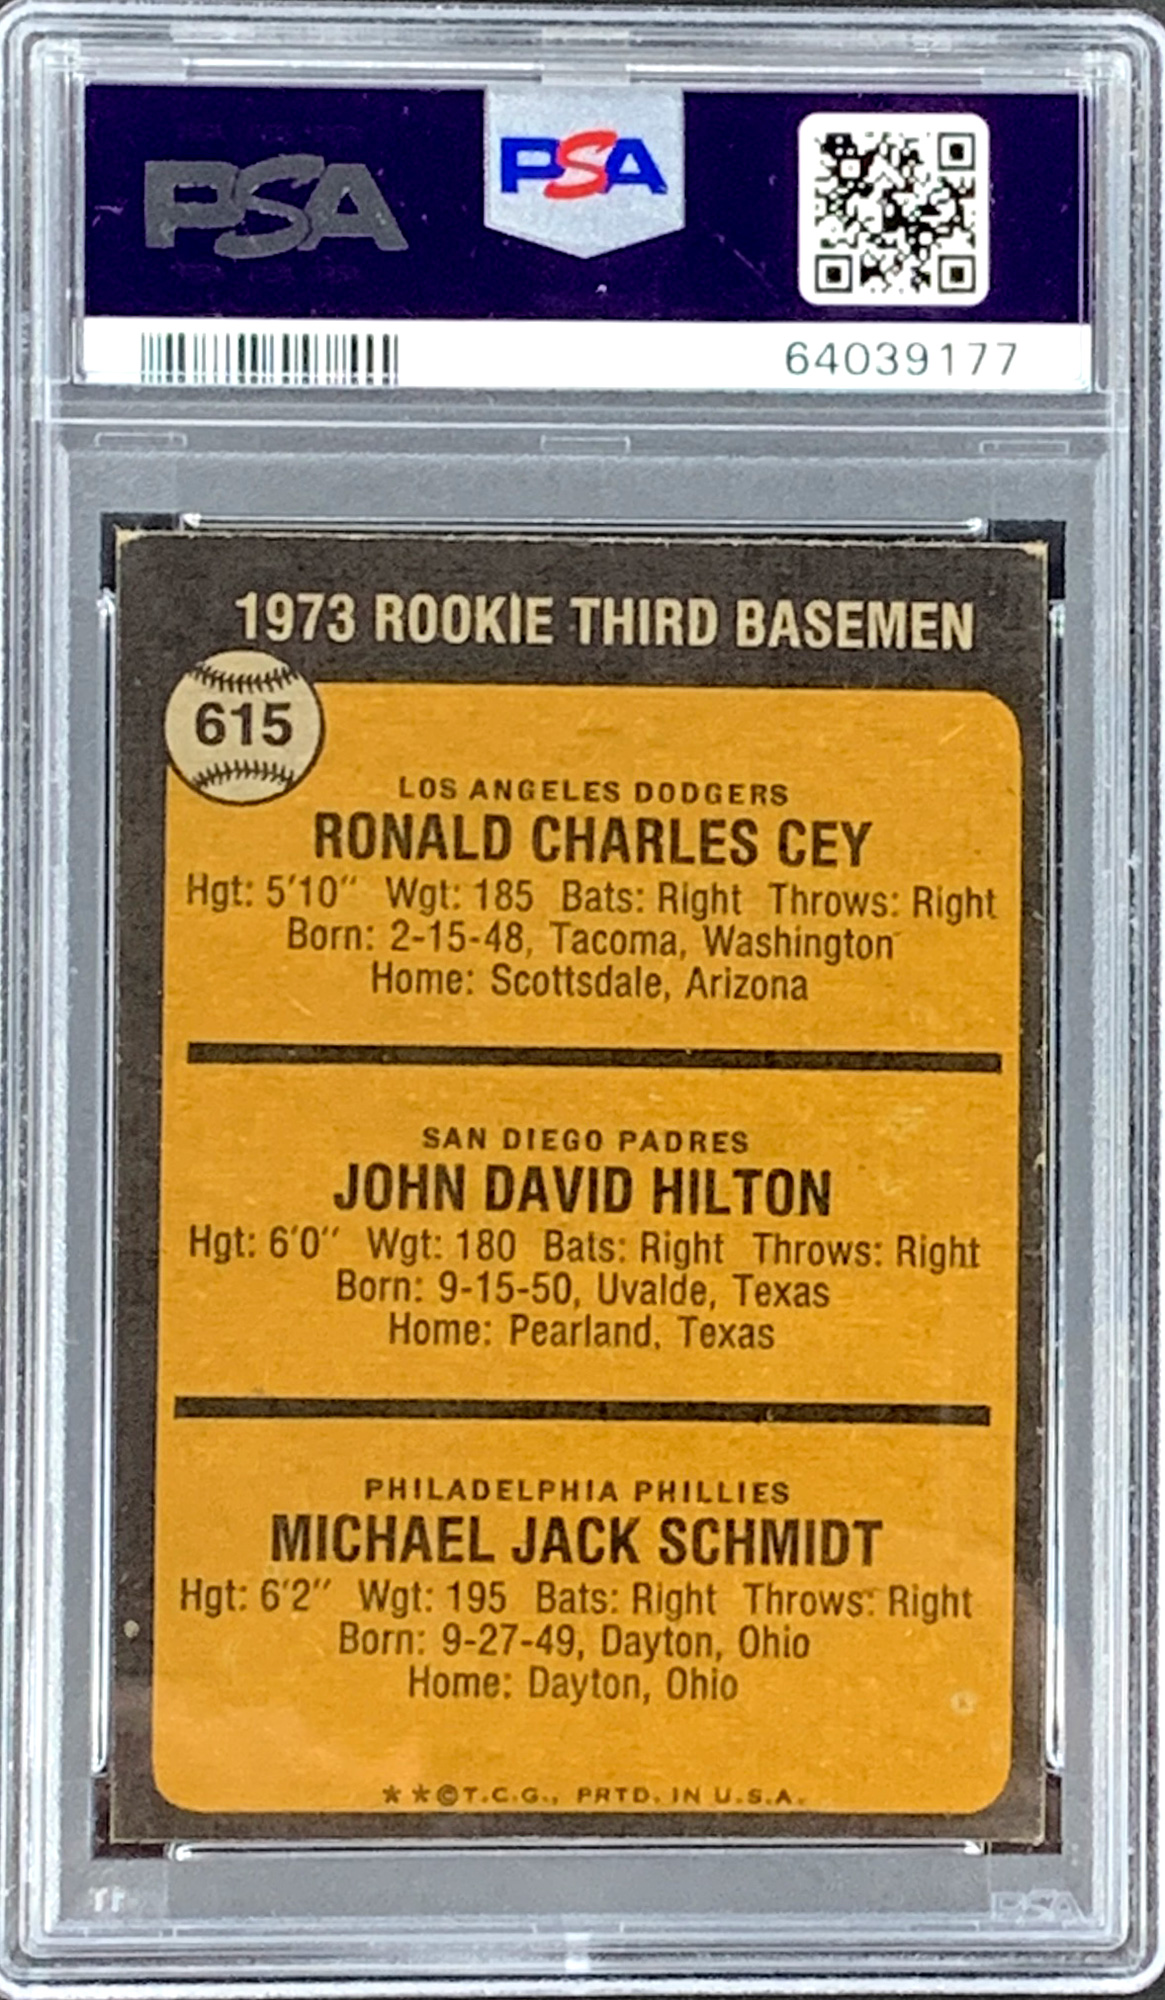 PSA
PSA
64039177
1973 ROOKIE THIRD BASEMEN
615
LOS ANGELES DODGERS
RONALD CHARLES CEY
Hgt: 5'10" Wgt: 185 Bats: Right Throws: Right
Born: 2-15-48, Tacoma, Washington
Home: Scottsdale, Arizona
SAN DIEGO PADRES
JOHN DAVID HILTON
Hgt: 6'0" Wgt: 180 Bats: Right Throws: Right
Born: 9-15-50, Uvalde, Texas
Home: Pearland, Texas
PHILADELPHIA PHILLIES
MICHAEL JACK SCHMIDT
Hgt: 6'2" Wgt: 195 Bats: Right Throws: Right
Born: 9-27-49, Dayton, Ohio
Home: Dayton, Ohio
* *©T.C.G., PRTD. IN U.S.A.
PSA